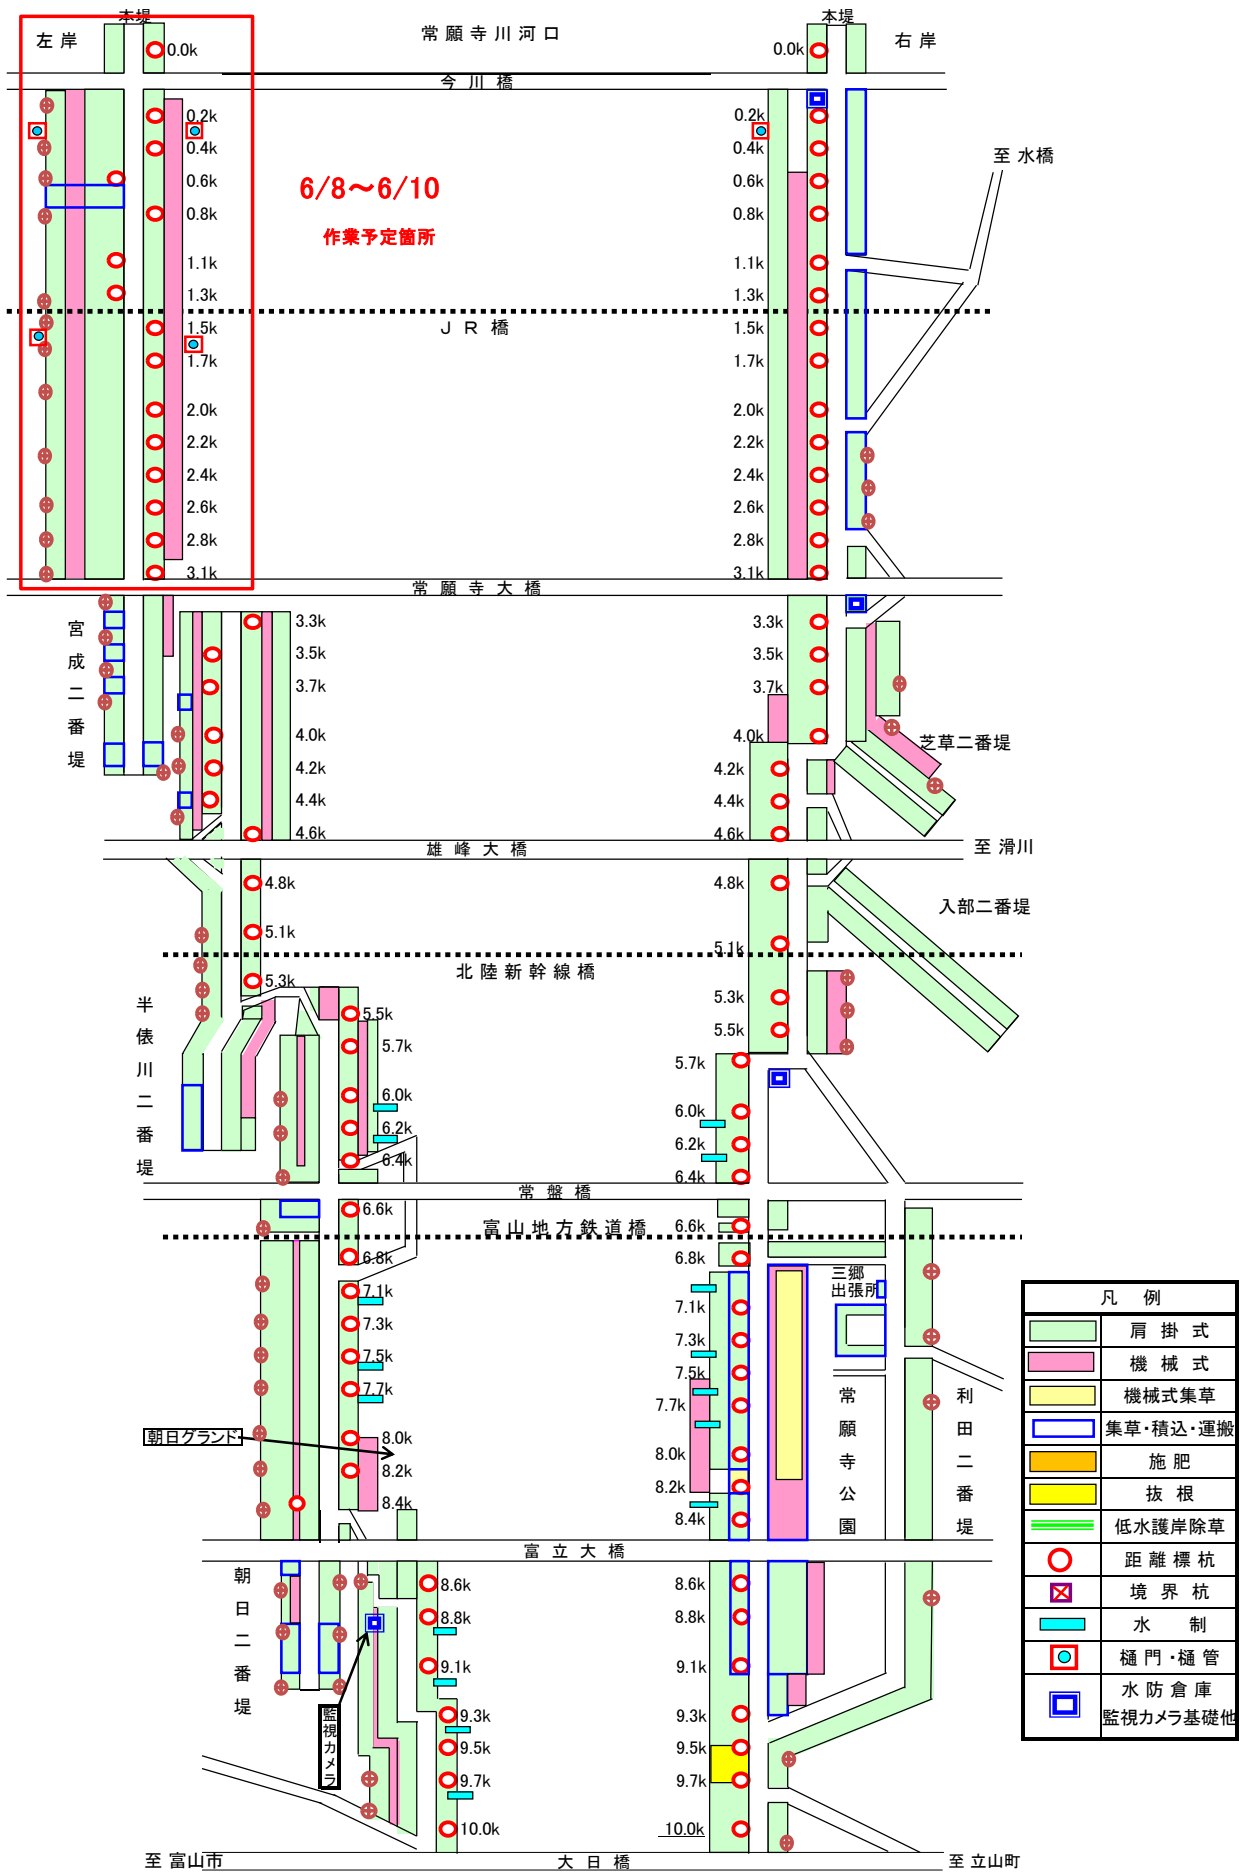 本堤
本堤
左岸
常願寺川河口
右岸
0.0k
0.0k
今川橋
0.2k
0.2k
0.4k
0.4k
至 水橋
0.6k
0.6k
6/8～6/10
0.8k
0.8k
作業予定箇所
1.1k
1.1k
1.3k
1.3k
1.5k
ＪＲ橋
1.5k
1.7k
1.7k
2.0k
2.0k
2.2k
2.2k
2.4k
2.4k
2.6k
2.6k
2.8k
2.8k
3.1k
3.1k
常願寺大橋
宮成二番堤
3.3k
3.3k
3.5k
3.5k
3.7k
3.7k
4.0k
4.0k
芝草二番堤
4.2k
4.2k
4.4k
4.4k
4.6k
4.6k
雄峰大橋
至 滑川
4.8k
4.8k
入部二番堤
5.1k
5.1k
北陸新幹線橋
5.3k
5.3k
半俵川二番堤
5.5k
5.5k
5.7k
5.7k
6.0k
6.0k
6.2k
6.2k
6.4k
6.4k
常盤橋
6.6k
6.6k
富山地方鉄道橋
6.8k
6.8k
三郷
出張所
7.1k
7.1k
7.3k
7.3k
7.5k
7.5k
7.7k
7.7k
常願寺公園
利田二番堤
朝日グランド
8.0k
8.0k
8.2k
8.2k
8.4k
8.4k
富立大橋
朝日二番堤
8.6k
8.6k
8.8k
8.8k
9.1k
9.1k
監視カメラ
9.3k
9.3k
9.5k
9.5k
9.7k
9.7k
10.0k
10.0k
至 富山市
大日橋
至 立山町
凡例
肩掛式
機械式
機械式集草
集草・積込・運搬
施肥
抜根
低水護岸除草
距離標杭
境界杭
水制
樋門・樋管
水防倉庫
監視カメラ基礎他